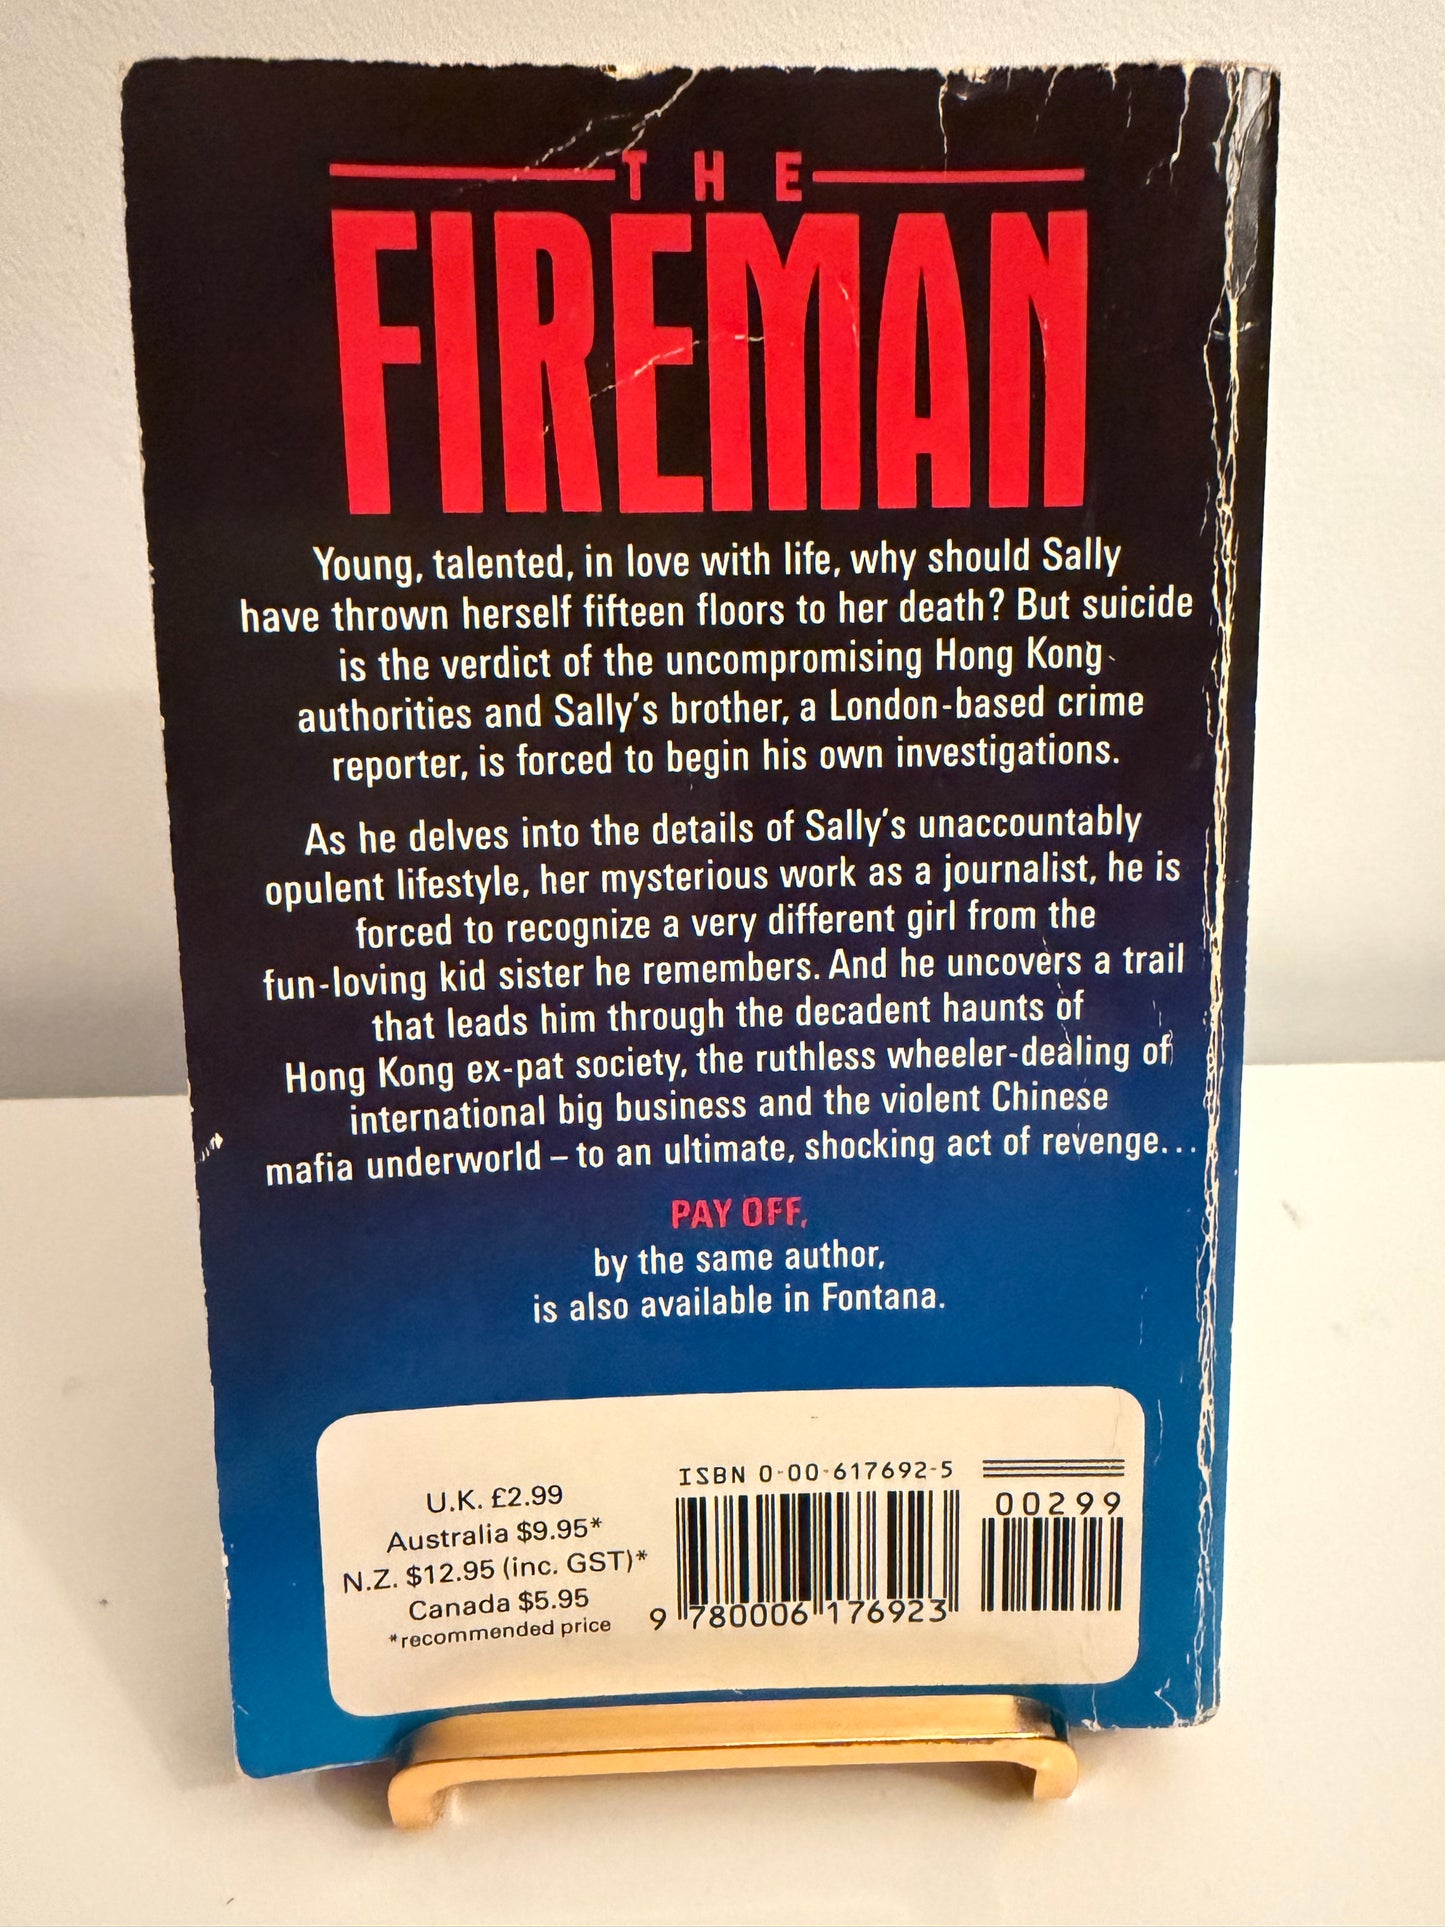 THE
FIREMAN
Young, talented, in love with life, why should Sally
have thrown herself fifteen floors to her death? But suicide
is the verdict of the uncompromising Hong Kong
authorities and Sally's brother, a London-based crime
reporter, is forced to begin his own investigations.
As he delves into the details of Sally's unaccountably
opulent lifestyle, her mysterious work as a journalist, he is
forced to recognize a very different girl from the
fun-loving kid sister he remembers. And he uncovers a trail
that leads him through the decadent haunts of
Hong Kong ex-pat society, the ruthless wheeler-dealing of
international big business and the violent Chinese
mafia underworld – to an ultimate, shocking act of revenge...
PAY OFF,
by the same author,
is also available in Fontana.
U.K. £2.99
Australia $9.95*
N.Z. $12.95 (inc. GST)*
Canada $5.95
*recommended price
ISBN 0-00-617692-5
00299
9 780006 176923